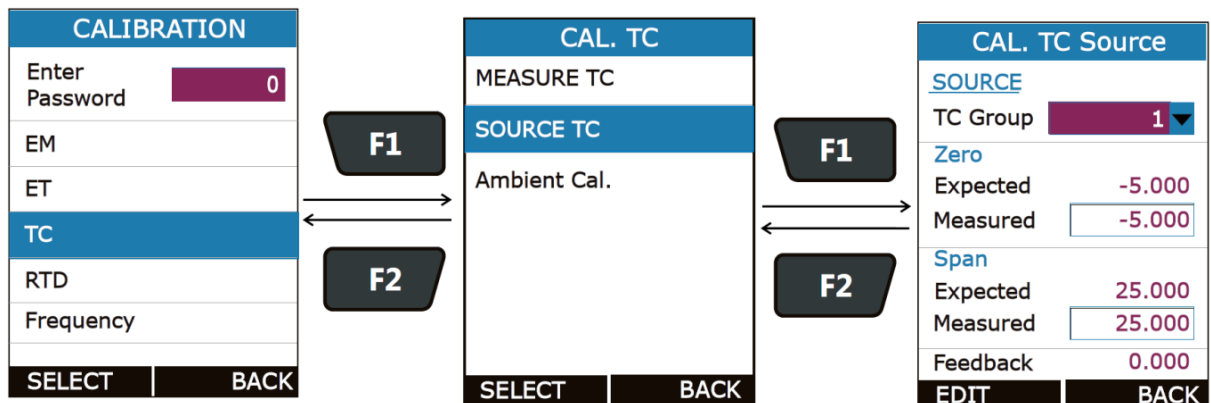 CALIBRATION
Enter
Password
0
EM
ET
TC
RTD
Frequency
SELECT BACK
F1
F2
CAL. TC
MEASURE TC
SOURCE TC
Ambient Cal.
SELECT BACK
F1
F2
CAL. TC Source
SOURCE
TC Group 1
Zero
Expected -5.000
Measured -5.000
Span
Expected 25.000
Measured 25.000
Feedback 0.000
EDIT BACK